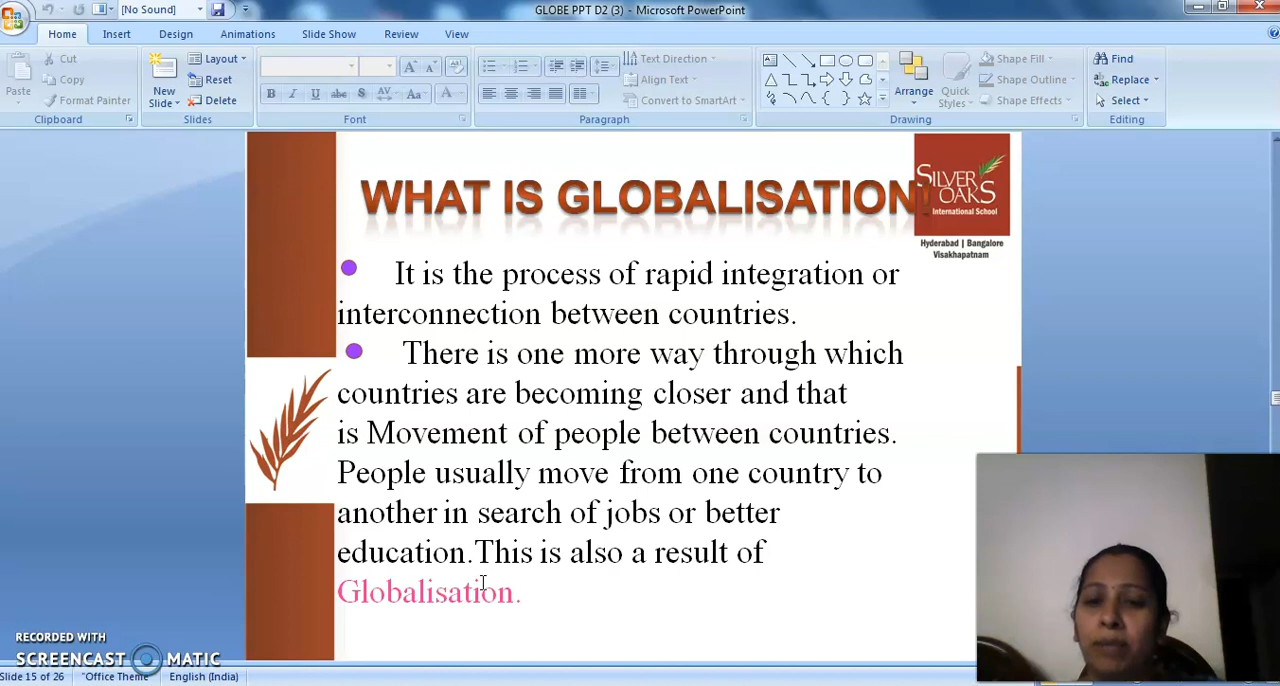 GLOBE PPT D2 (3) - Microsoft PowerPoint
[No Sound]
Home Insert Design Animations Slide Show Review View
Cut
Copy
Format Painter
Paste
Clipboard
New
Slide
Layout
Reset
Delete
Slides
B I U abc S AV Aa A
Font
Text Direction
Align Text
Convert to SmartArt
Paragraph
Arrange
Quick
Styles
Shape Fill
Shape Outline
Shape Effects
Drawing
Find
Replace
Select
Editing
WHAT IS GLOBALISATION!
SILVER
OAKS
International School
Hyderabad | Bangalore
Visakhapatnam
It is the process of rapid integration or
interconnection between countries.
There is one more way through which
countries are becoming closer and that
is Movement of people between countries.
People usually move from one country to
another in search of jobs or better
education.This is also a result of
Globalisation.
RECORDED WITH
SCREENCAST MATIC
Slide 15 of 26 "Office Theme" English (India)